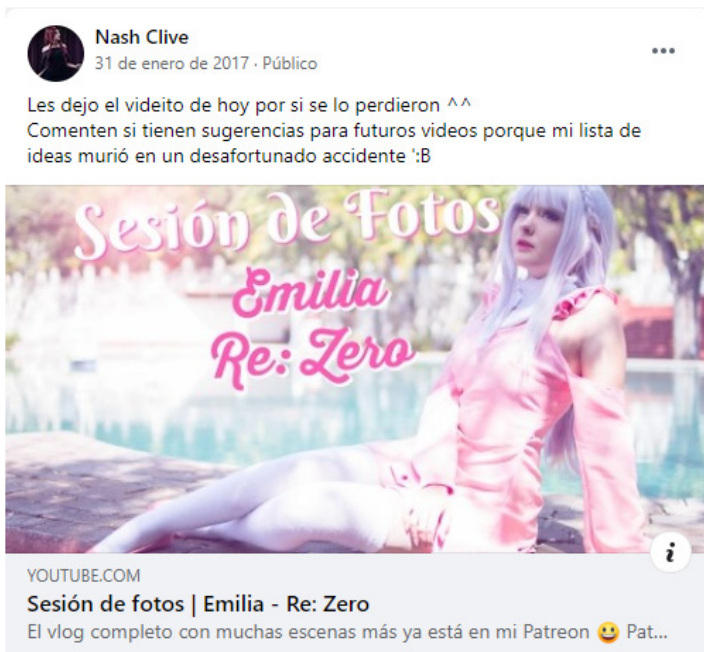 Nash Clive
31 de enero de 2017 · Público
Les dejo el videito de hoy por si se lo perdieron ^^
Comenten si tienen sugerencias para futuros videos porque mi lista de
ideas murió en un desafortunado accidente ':B
Sesión de Fotos
Emilia
Re: Zero
YOUTUBE.COM
Sesión de fotos | Emilia - Re: Zero
El vlog completo con muchas escenas más ya está en mi Patreon 😀 Pat...